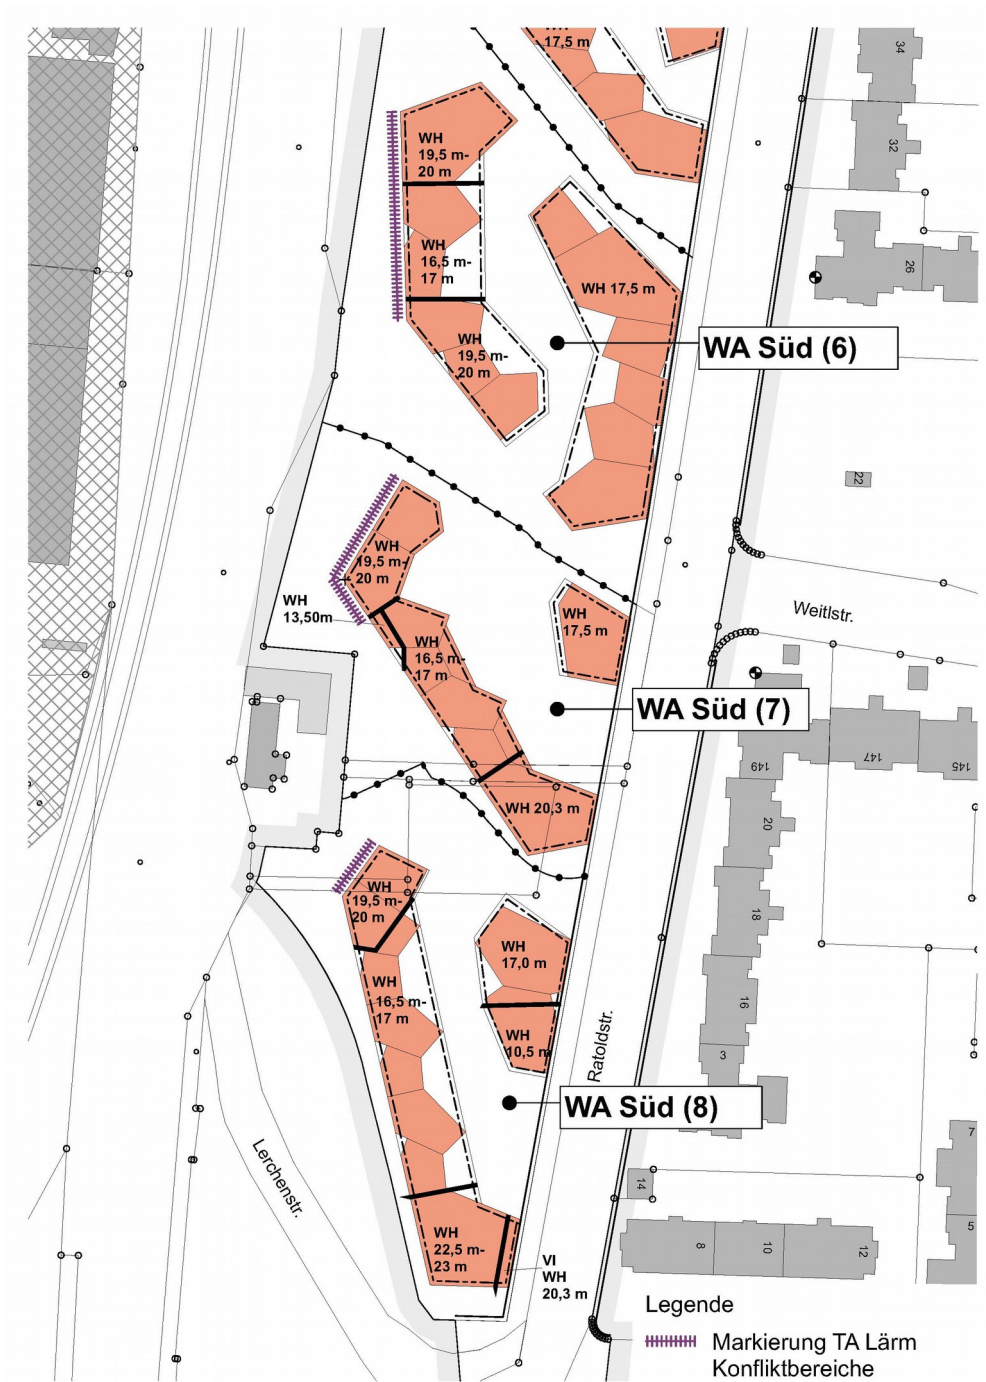 17,5 m
34
WH
19,5 m-
20 m
32
WH
16,5 m-
17 m
26
WH 17,5 m
WH
19,5 m-
20 m
WA Süd (6)
22
WH
19,5 m-
20 m
WH
13,50m
WH
17,5 m
Weitlstr.
WH
16,5 m-
17 m
WA Süd (7)
149
147
145
WH 20,3 m
20
WH
19,5 m-
20 m
18
WH
17,0 m
WH
16,5 m-
17 m
16
WH
10,5 m
3
Ratoldstr.
WA Süd (8)
7
Lerchenstr.
14
5
WH
22,5 m-
23 m
8
10
12
VI
WH
20,3 m
Legende
Markierung TA Lärm
Konfliktbereiche